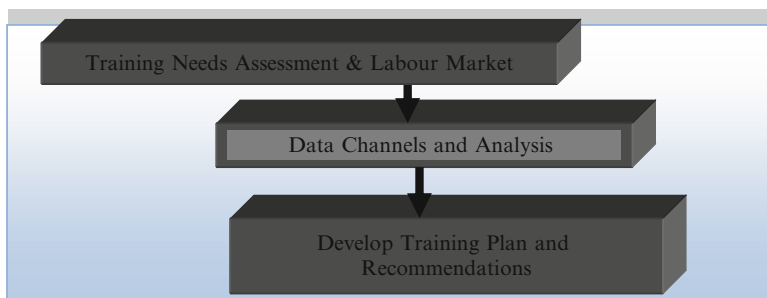 Training Needs Assessment & Labour Market
Data Channels and Analysis
Develop Training Plan and
Recommendations